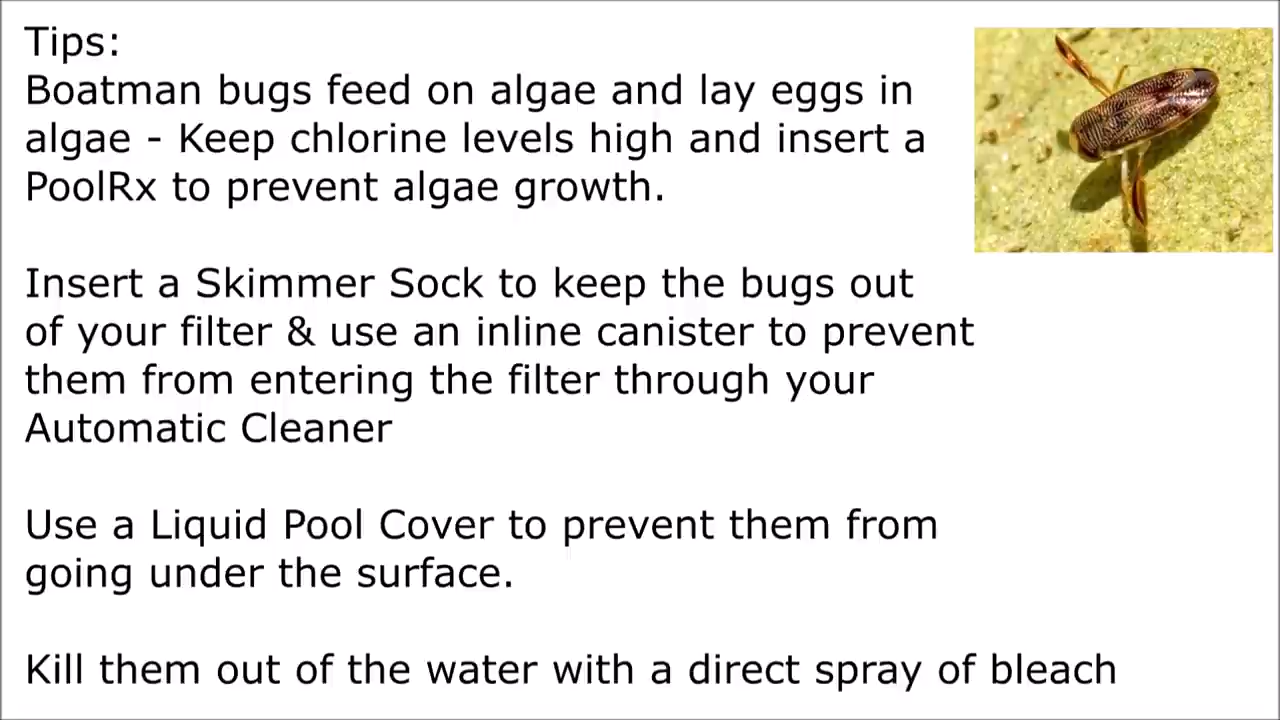 Tips:
Boatman bugs feed on algae and lay eggs in
algae - Keep chlorine levels high and insert a
PoolRx to prevent algae growth.
Insert a Skimmer Sock to keep the bugs out
of your filter & use an inline canister to prevent
them from entering the filter through your
Automatic Cleaner
Use a Liquid Pool Cover to prevent them from
going under the surface.
Kill them out of the water with a direct spray of bleach